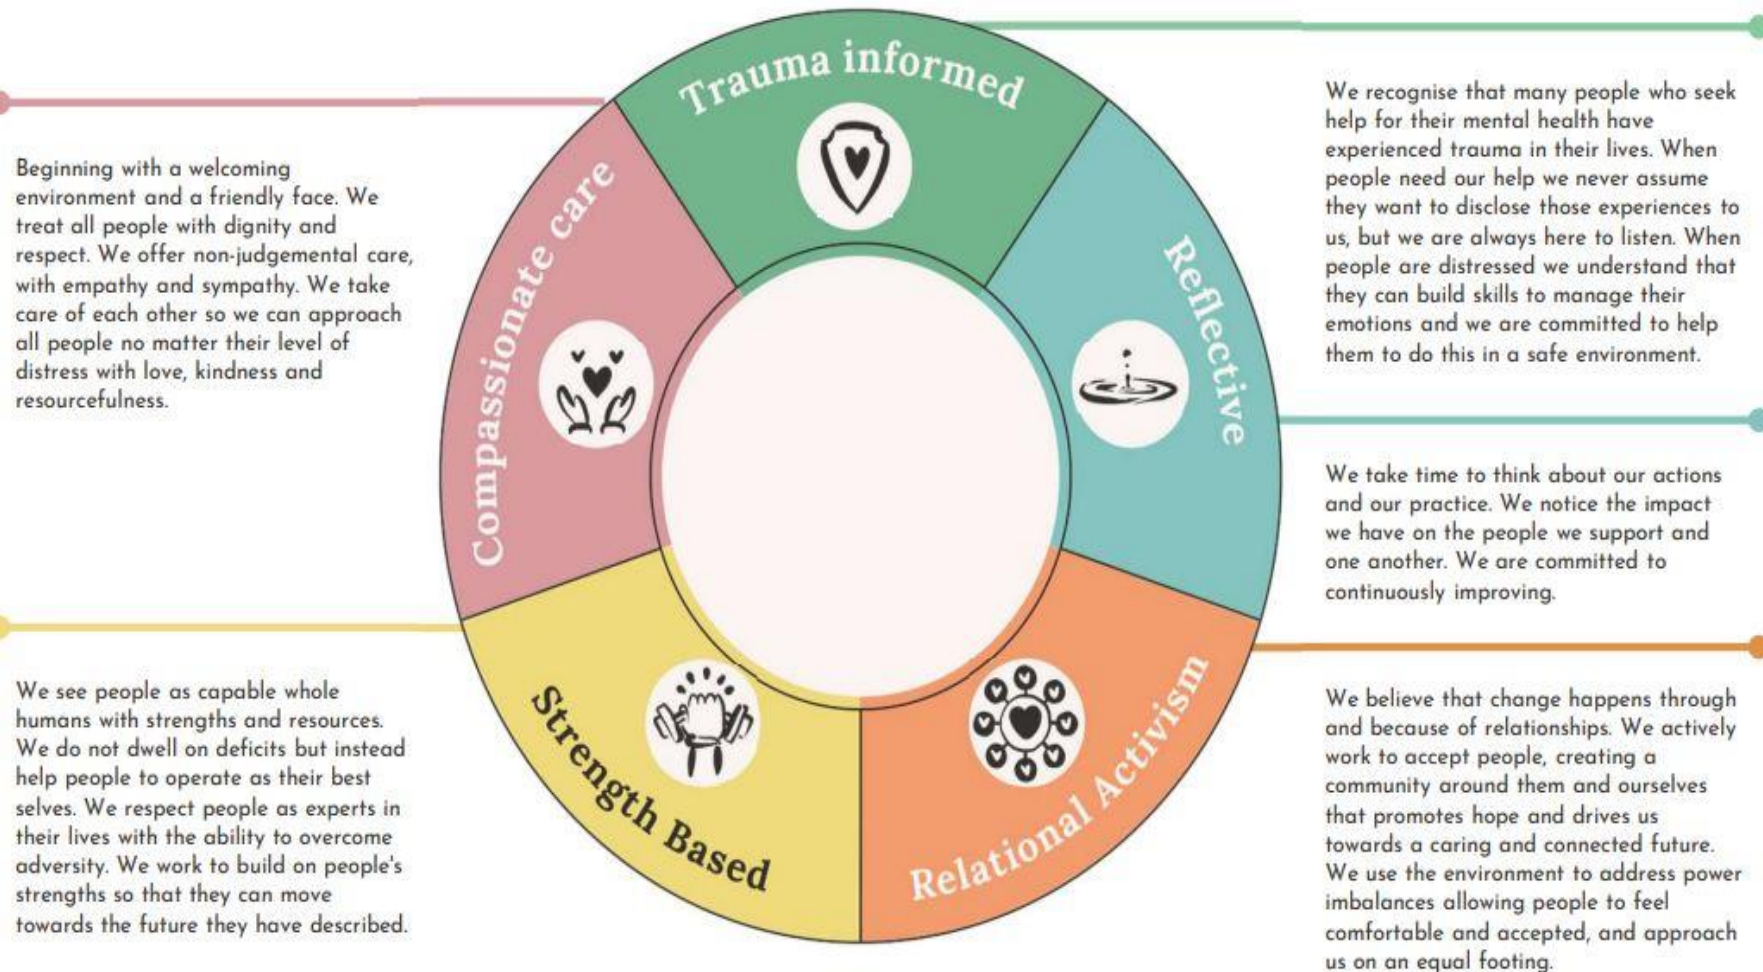 Trauma informed
Compassionate care
Reflective
Strength Based
Relational Activism
Beginning with a welcoming
environment and a friendly face. We
treat all people with dignity and
respect. We offer non-judgemental care,
with empathy and sympathy. We take
care of each other so we can approach
all people no matter their level of
distress with love, kindness and
resourcefulness.
We see people as capable whole
humans with strengths and resources.
We do not dwell on deficits but instead
help people to operate as their best
selves. We respect people as experts in
their lives with the ability to overcome
adversity. We work to build on people's
strengths so that they can move
towards the future they have described.
We recognise that many people who seek
help for their mental health have
experienced trauma in their lives. When
people need our help we never assume
they want to disclose those experiences to
us, but we are always here to listen. When
people are distressed we understand that
they can build skills to manage their
emotions and we are committed to help
them to do this in a safe environment.
We take time to think about our actions
and our practice. We notice the impact
we have on the people we support and
one another. We are committed to
continuously improving.
We believe that change happens through
and because of relationships. We actively
work to accept people, creating a
community around them and ourselves
that promotes hope and drives us
towards a caring and connected future.
We use the environment to address power
imbalances allowing people to feel
comfortable and accepted, and approach
us on an equal footing.